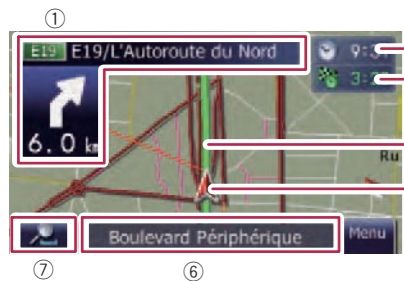 ①
E19 E19/L'Autoroute du Nord
6.0 km
Ru
Boulevard Périphérique
Menu
⑦
⑥